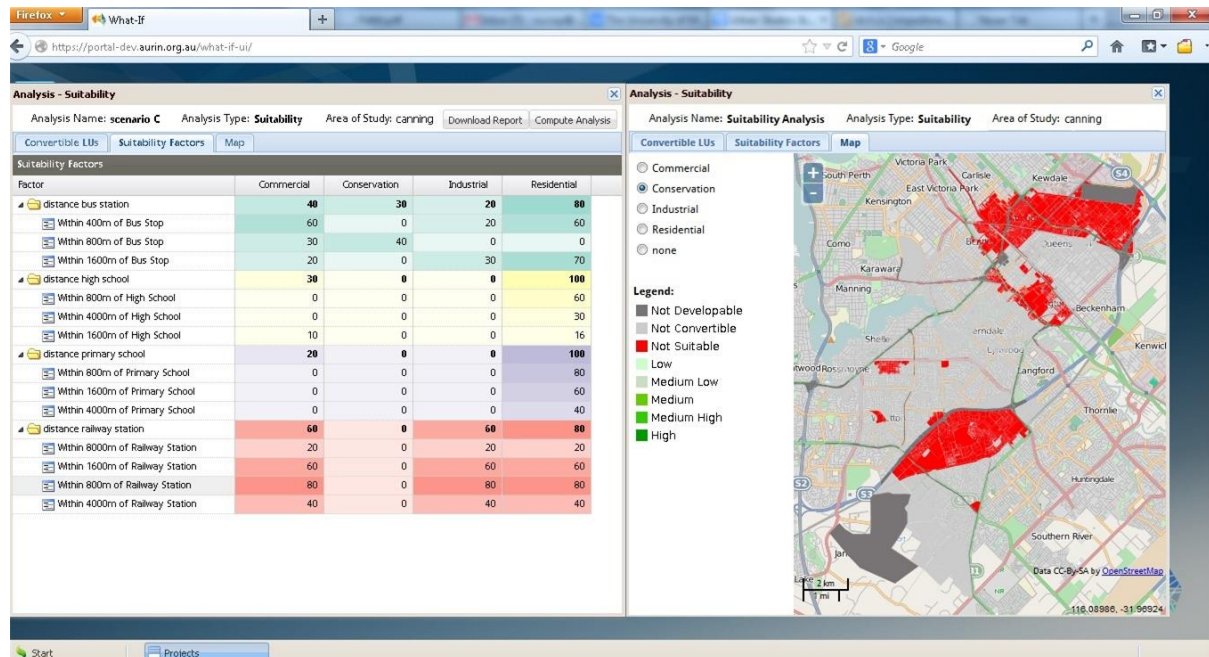 Firefox
What-If
+
https://portal-dev.aurin.org.au/what-if-ui/
Google
Analysis - Suitability
Analysis Name: scenario C Analysis Type: Suitability Area of Study: canning Download Report Compute Analysis
Convertible LUs Suitability Factors Map
Suitability Factors
Factor Commercial Conservation Industrial Residential
distance bus station 40 30 20 80
Within 400m of Bus Stop 60 0 20 60
Within 800m of Bus Stop 30 40 0 0
Within 1600m of Bus Stop 20 0 30 70
distance high school 30 0 0 100
Within 800m of High School 0 0 0 60
Within 4000m of High School 0 0 0 30
Within 1600m of High School 10 0 0 16
distance primary school 20 0 0 100
Within 800m of Primary School 0 0 0 80
Within 1600m of Primary School 0 0 0 60
Within 4000m of Primary School 0 0 0 40
distance railway station 60 0 60 80
Within 8000m of Railway Station 20 0 20 20
Within 1600m of Railway Station 60 0 60 60
Within 800m of Railway Station 80 0 80 80
Within 4000m of Railway Station 40 0 40 40
Analysis - Suitability
Analysis Name: Suitability Analysis Analysis Type: Suitability Area of Study: canning
Convertible LUs Suitability Factors Map
Commercial
Conservation
Industrial
Residential
none
Legend:
Not Developable
Not Convertible
Not Suitable
Low
Medium Low
Medium
Medium High
High
+
-
Victoria Park
South Perth
Carlisle
Kewdale
S4
East Victoria Park
Kensington
Como
Queens
Karawara
Manning
Beckenham
Shelle
erndale
Lynwood
Kenwick
twood
Rossmoyne
Langford
Thornlie
S2
S3
Huntingdale
Southern River
Jan
Lake
2 km
1 mi
NR
Data CC-By-SA by OpenStreetMap
116.08986, -31.96924
Start
Projects